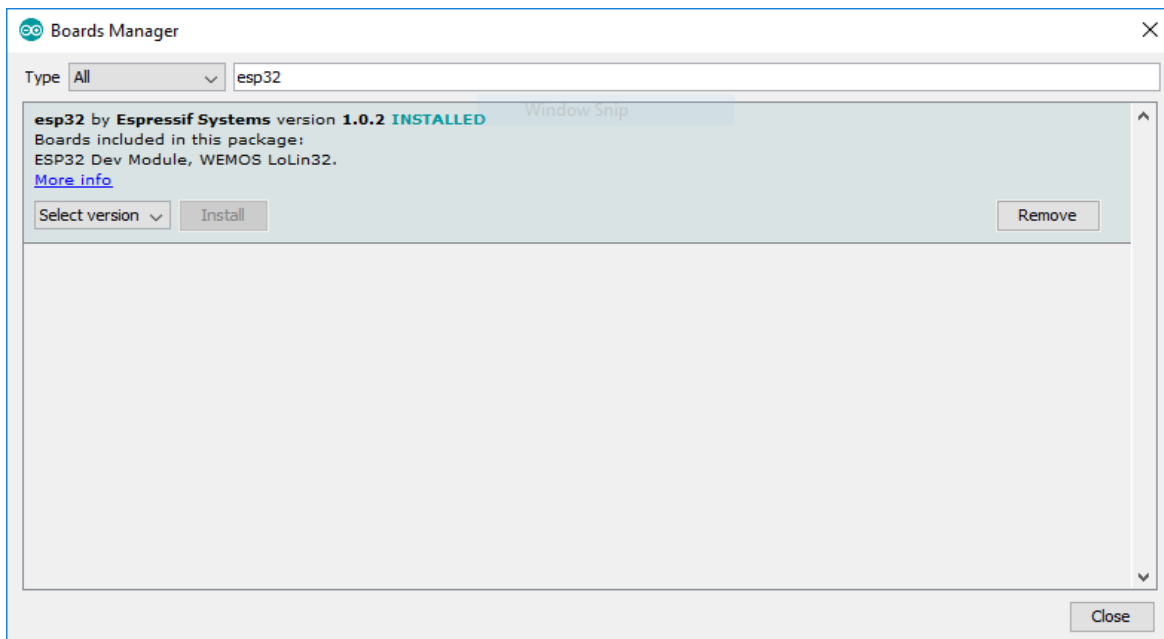 Boards Manager
Type All esp32
Window Snip
esp32 by Espressif Systems version 1.0.2 INSTALLED
Boards included in this package:
ESP32 Dev Module, WEMOS LoLin32.
More info
Select version Install Remove
Close